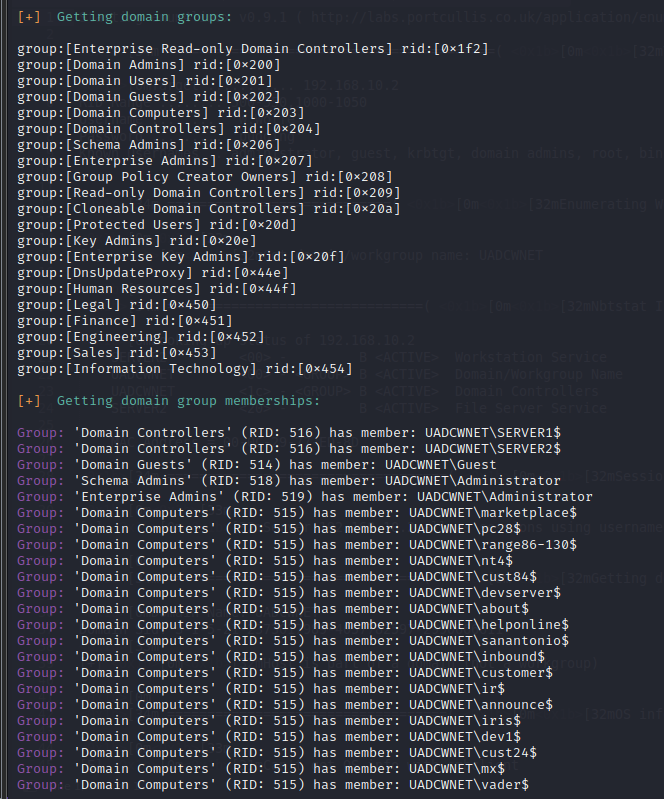 [+]  Getting domain groups:
group:[Enterprise Read-only Domain Controllers] rid:[0×1f2]
group:[Domain Admins] rid:[0×200]
group:[Domain Users] rid:[0×201]
group:[Domain Guests] rid:[0×202]
group:[Domain Computers] rid:[0×203]
group:[Domain Controllers] rid:[0×204]
group:[Schema Admins] rid:[0×206]
group:[Enterprise Admins] rid:[0×207]
group:[Group Policy Creator Owners] rid:[0×208]
group:[Read-only Domain Controllers] rid:[0×209]
group:[Cloneable Domain Controllers] rid:[0×20a]
group:[Protected Users] rid:[0×20d]
group:[Key Admins] rid:[0×20e]
group:[Enterprise Key Admins] rid:[0×20f]
group:[DnsUpdateProxy] rid:[0×44e]
group:[Human Resources] rid:[0×44f]
group:[Legal] rid:[0×450]
group:[Finance] rid:[0×451]
group:[Engineering] rid:[0×452]
group:[Sales] rid:[0×453]
group:[Information Technology] rid:[0×454]
[+]  Getting domain group memberships:
Group: 'Domain Controllers' (RID: 516) has member: UADCWNET\SERVER1$
Group: 'Domain Controllers' (RID: 516) has member: UADCWNET\SERVER2$
Group: 'Domain Guests' (RID: 514) has member: UADCWNET\Guest
Group: 'Schema Admins' (RID: 518) has member: UADCWNET\Administrator
Group: 'Enterprise Admins' (RID: 519) has member: UADCWNET\Administrator
Group: 'Domain Computers' (RID: 515) has member: UADCWNET\marketplace$
Group: 'Domain Computers' (RID: 515) has member: UADCWNET\pc28$
Group: 'Domain Computers' (RID: 515) has member: UADCWNET\range86-130$
Group: 'Domain Computers' (RID: 515) has member: UADCWNET\nt4$
Group: 'Domain Computers' (RID: 515) has member: UADCWNET\cust84$
Group: 'Domain Computers' (RID: 515) has member: UADCWNET\devserver$
Group: 'Domain Computers' (RID: 515) has member: UADCWNET\about$
Group: 'Domain Computers' (RID: 515) has member: UADCWNET\helponline$
Group: 'Domain Computers' (RID: 515) has member: UADCWNET\sanantonio$
Group: 'Domain Computers' (RID: 515) has member: UADCWNET\inbound$
Group: 'Domain Computers' (RID: 515) has member: UADCWNET\customer$
Group: 'Domain Computers' (RID: 515) has member: UADCWNET\ir$
Group: 'Domain Computers' (RID: 515) has member: UADCWNET\announce$
Group: 'Domain Computers' (RID: 515) has member: UADCWNET\iris$
Group: 'Domain Computers' (RID: 515) has member: UADCWNET\dev1$
Group: 'Domain Computers' (RID: 515) has member: UADCWNET\cust24$
Group: 'Domain Computers' (RID: 515) has member: UADCWNET\mx$
Group: 'Domain Computers' (RID: 515) has member: UADCWNET\vader$